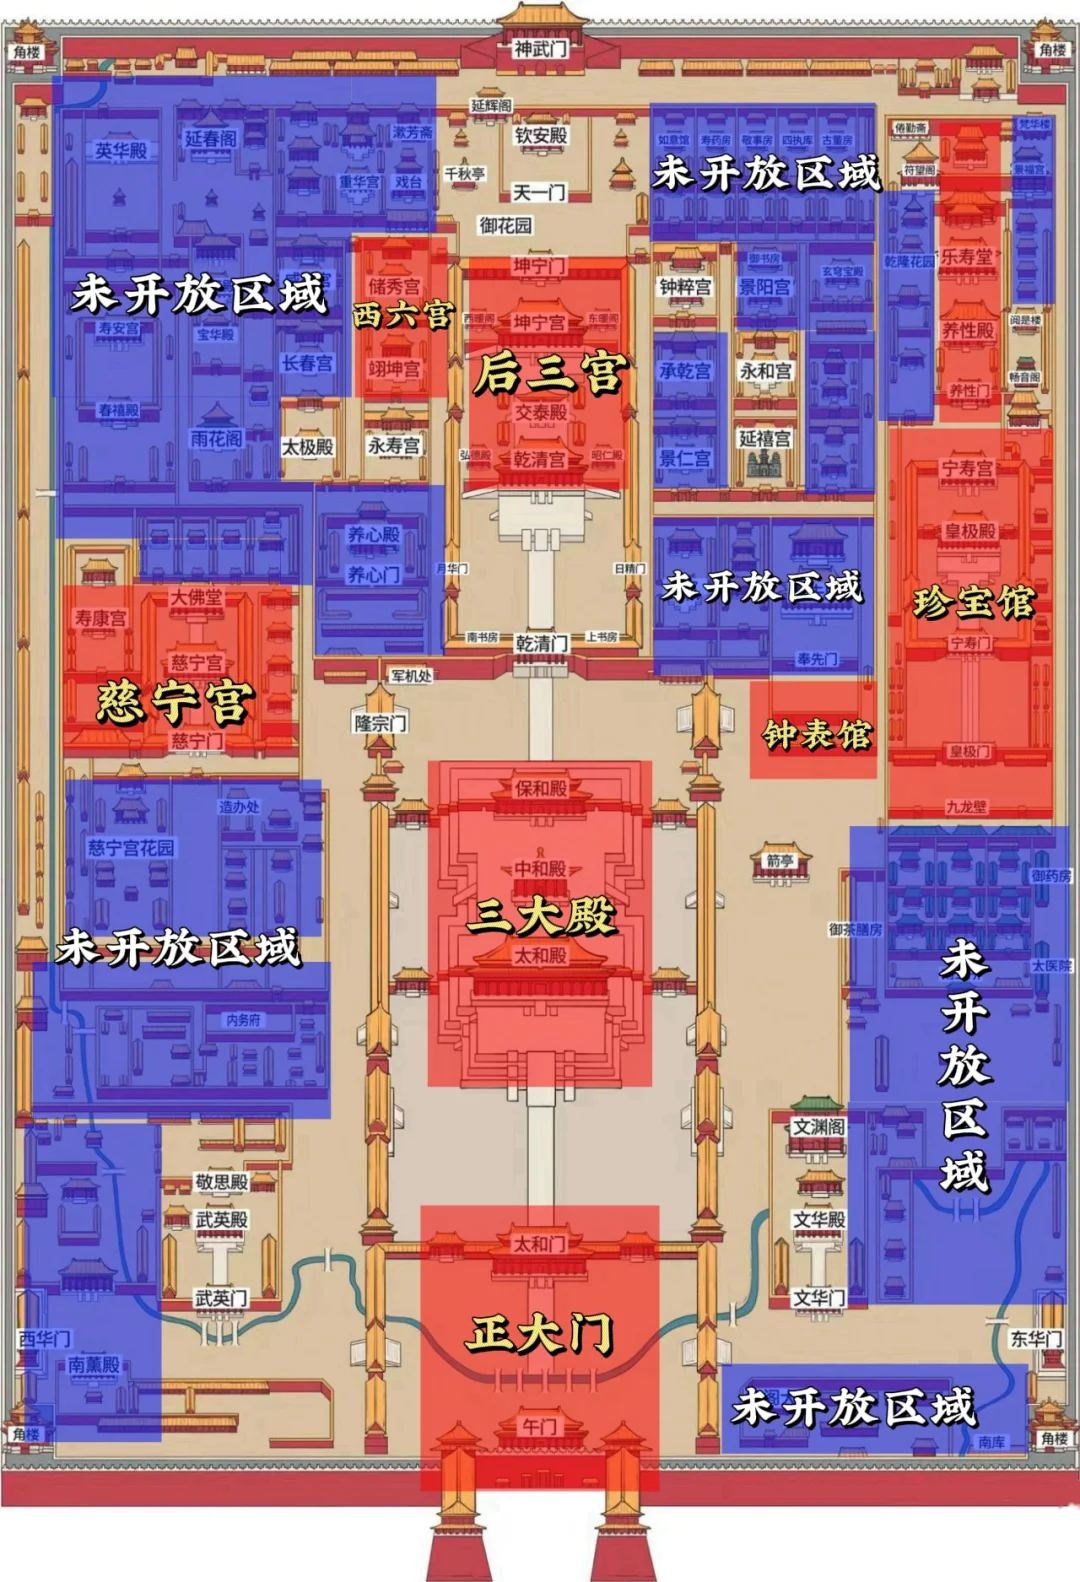 神武门
角楼
角楼
延辉阁
钦安殿
千秋亭
天一门
御花园
英华殿
延春阁
漱芳斋
重华宫
戏台
未开放区域
寿安宫
宝华殿
长春宫
春禧殿
雨花阁
太极殿
储秀宫
西六宫
翊坤宫
永寿宫
坤宁门
西暖阁
坤宁宫
东暖阁
后三宫
交泰殿
弘德殿
乾清宫
昭仁殿
如意馆
寿药房
敬事房
四执库
古董房
未开放区域
钟粹宫
御书房
景阳宫
玄穹宝殿
承乾宫
永和宫
景仁宫
延禧宫
倦勤斋
梵华楼
符望阁
景福宫
乾隆花园
乐寿堂
养性殿
阅是楼
畅音阁
养性门
宁寿宫
皇极殿
珍宝馆
宁寿门
皇极门
九龙壁
养心殿
养心门
月华门
日精门
南书房
乾清门
上书房
未开放区域
奉先门
钟表馆
大佛堂
寿康宫
慈宁宫
慈宁宫
慈宁门
军机处
隆宗门
造办处
慈宁宫花园
未开放区域
内务府
保和殿
中和殿
三大殿
太和殿
箭亭
御药房
御茶膳房
太医院
未开放区域
敬思殿
武英殿
武英门
文渊阁
文华殿
文华门
太和门
正大门
午门
西华门
南薰殿
角楼
东华门
未开放区域
南库
角楼